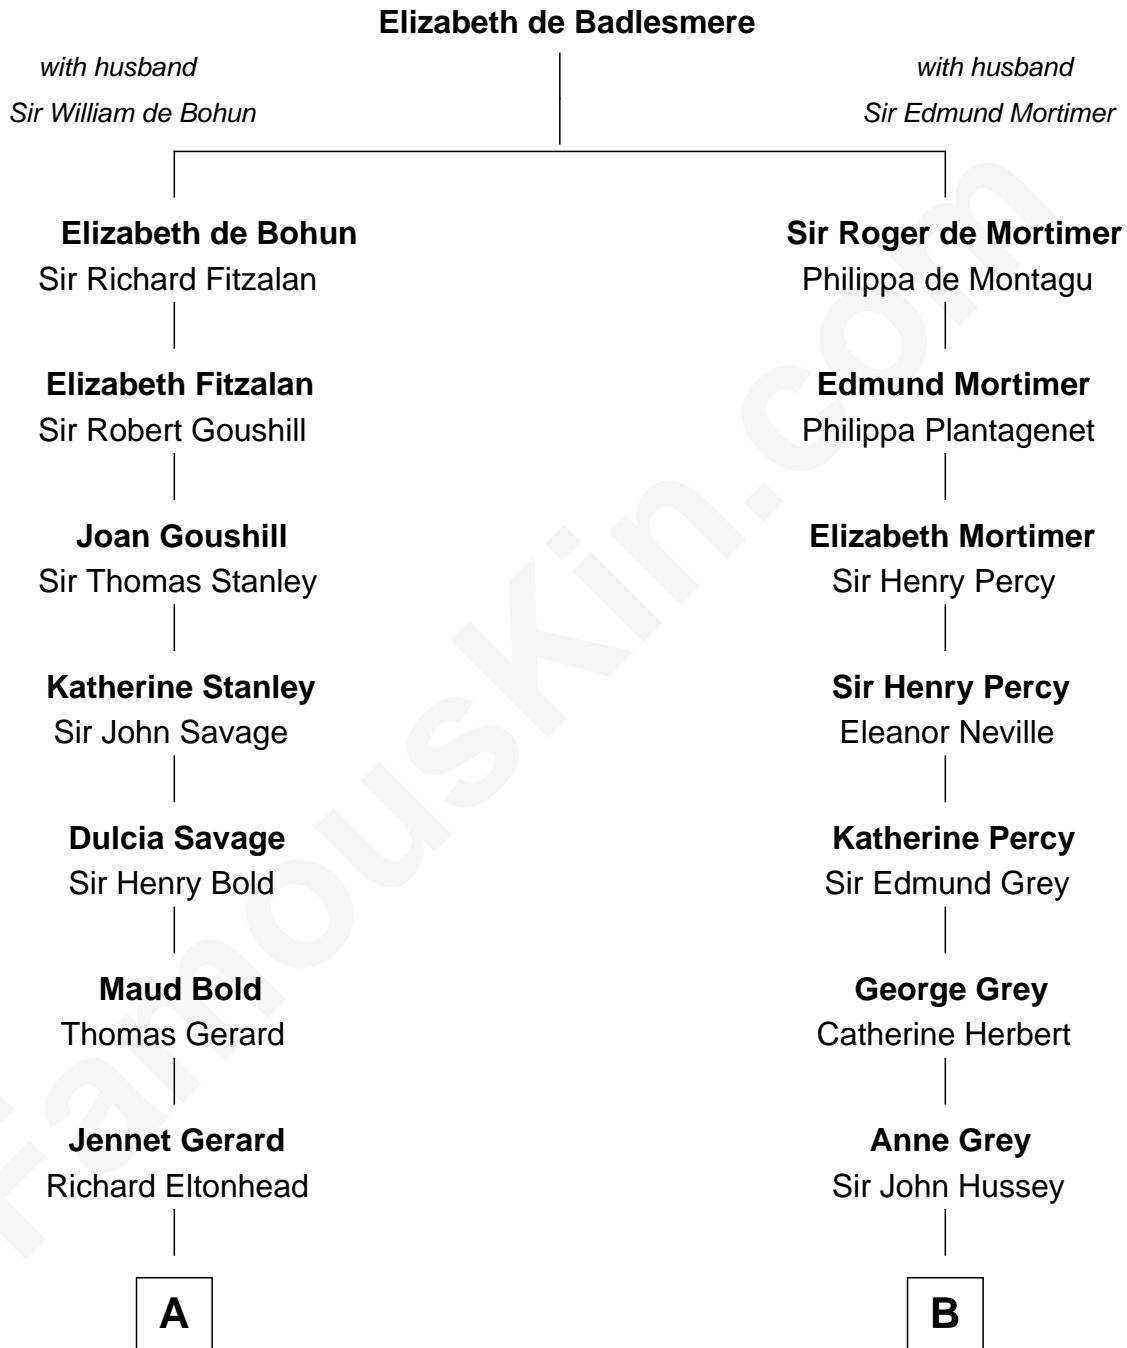 Elizabeth de Badlesmere
with husband
Sir William de Bohun
with husband
Sir Edmund Mortimer
Elizabeth de Bohun
Sir Richard Fitzalan
Sir Roger de Mortimer
Philippa de Montagu
Elizabeth Fitzalan
Sir Robert Goushill
Edmund Mortimer
Philippa Plantagenet
Joan Goushill
Sir Thomas Stanley
Elizabeth Mortimer
Sir Henry Percy
Katherine Stanley
Sir John Savage
Sir Henry Percy
Eleanor Neville
Dulcia Savage
Sir Henry Bold
Katherine Percy
Sir Edmund Grey
Maud Bold
Thomas Gerard
George Grey
Catherine Herbert
Jennet Gerard
Richard Eltonhead
Anne Grey
Sir John Hussey
A
B
FamousKin.com